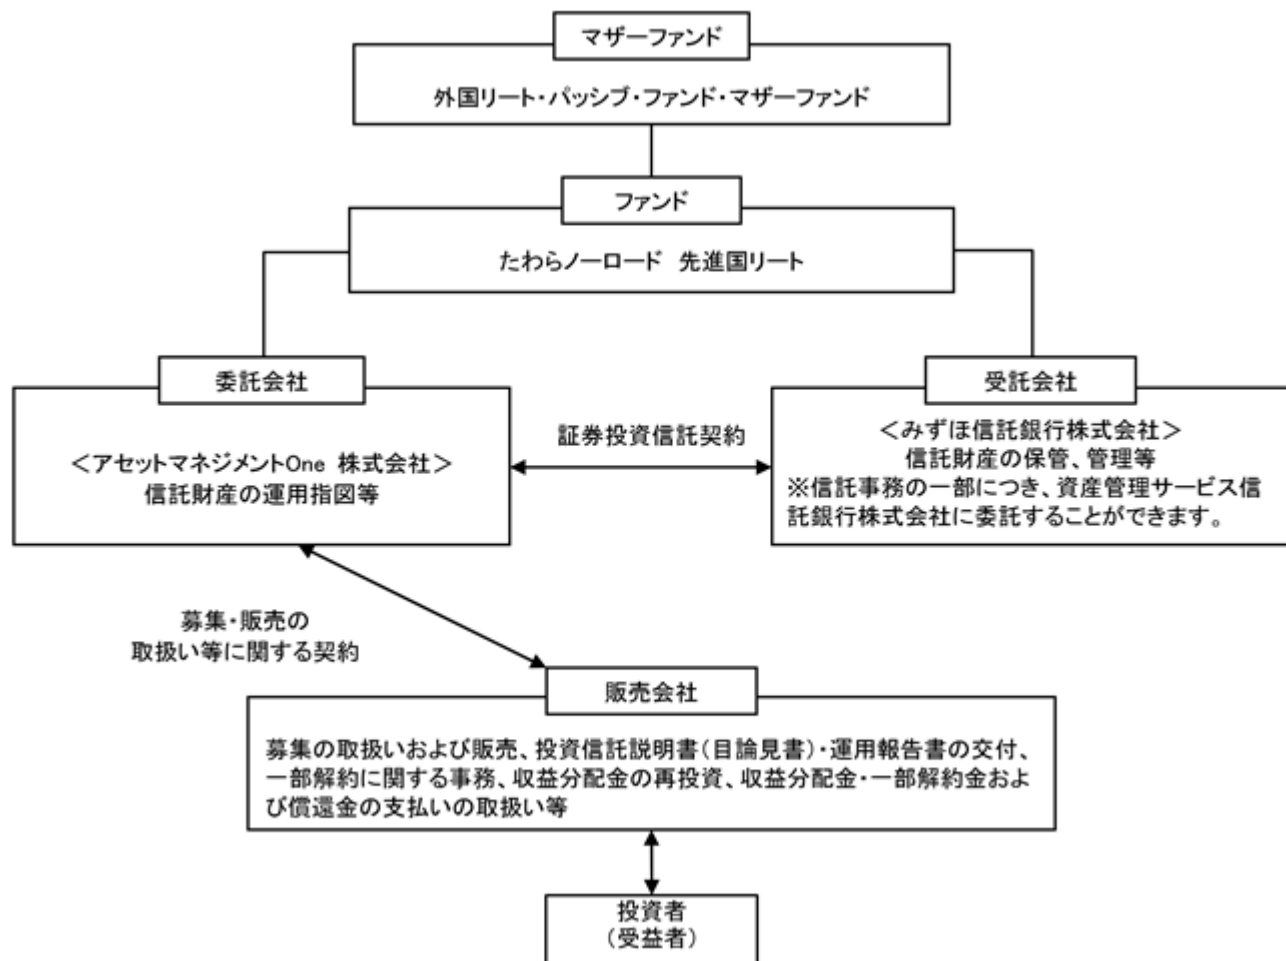 マザーファンド
外国リート・パッシブ・ファンド・マザーファンド
ファンド
たわらノーロード 先進国リート
委託会社
＜アセットマネジメントOne 株式会社＞
信託財産の運用指図等
証券投資信託契約
受託会社
＜みずほ信託銀行株式会社＞
信託財産の保管、管理等
※信託事務の一部につき、資産管理サービス信
託銀行株式会社に委託することができます。
募集・販売の
取扱い等に関する契約
販売会社
募集の取扱いおよび販売、投資信託説明書(目論見書)・運用報告書の交付、
一部解約に関する事務、収益分配金の再投資、収益分配金・一部解約金およ
び償還金の支払いの取扱い等
投資者
（受益者）